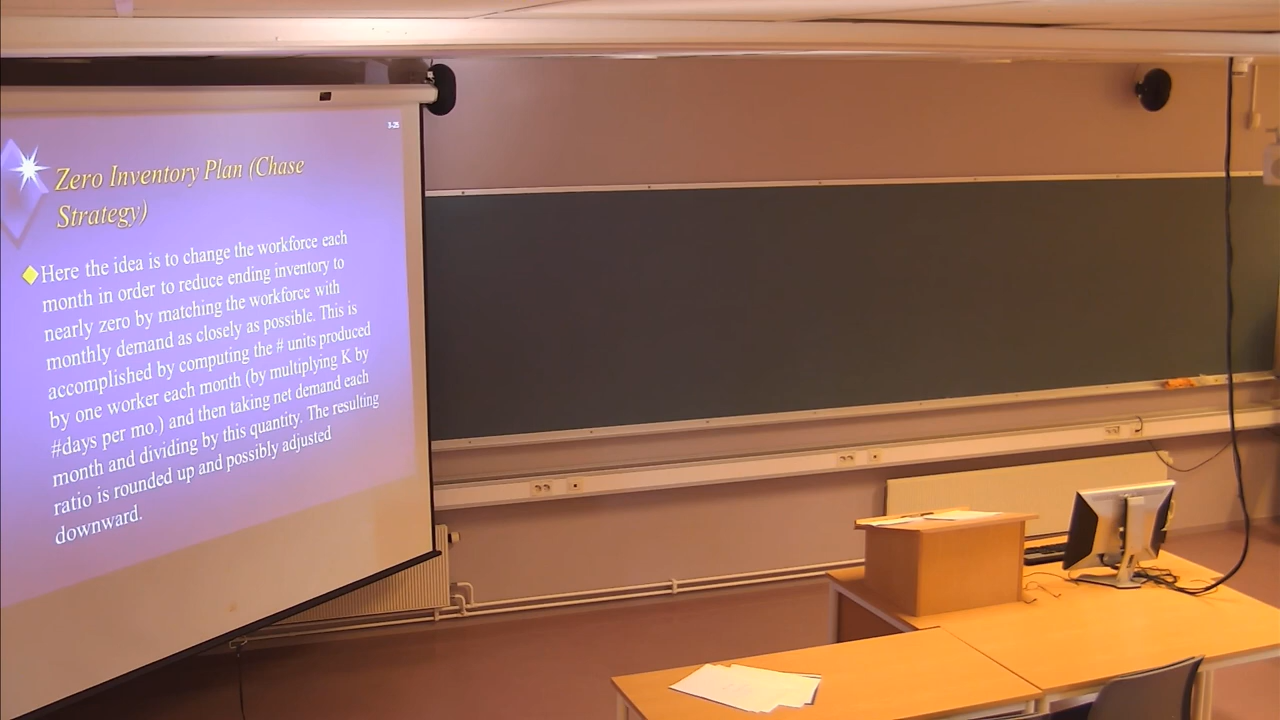 3-25
Zero Inventory Plan (Chase
Strategy)
Here the idea is to change the workforce each
month in order to reduce ending inventory to
nearly zero by matching the workforce with
monthly demand as closely as possible. This is
accomplished by computing the # units produced
by one worker each month (by multiplying K by
#days per mo.) and then taking net demand each
month and dividing by this quantity. The resulting
ratio is rounded up and possibly adjusted
downward.